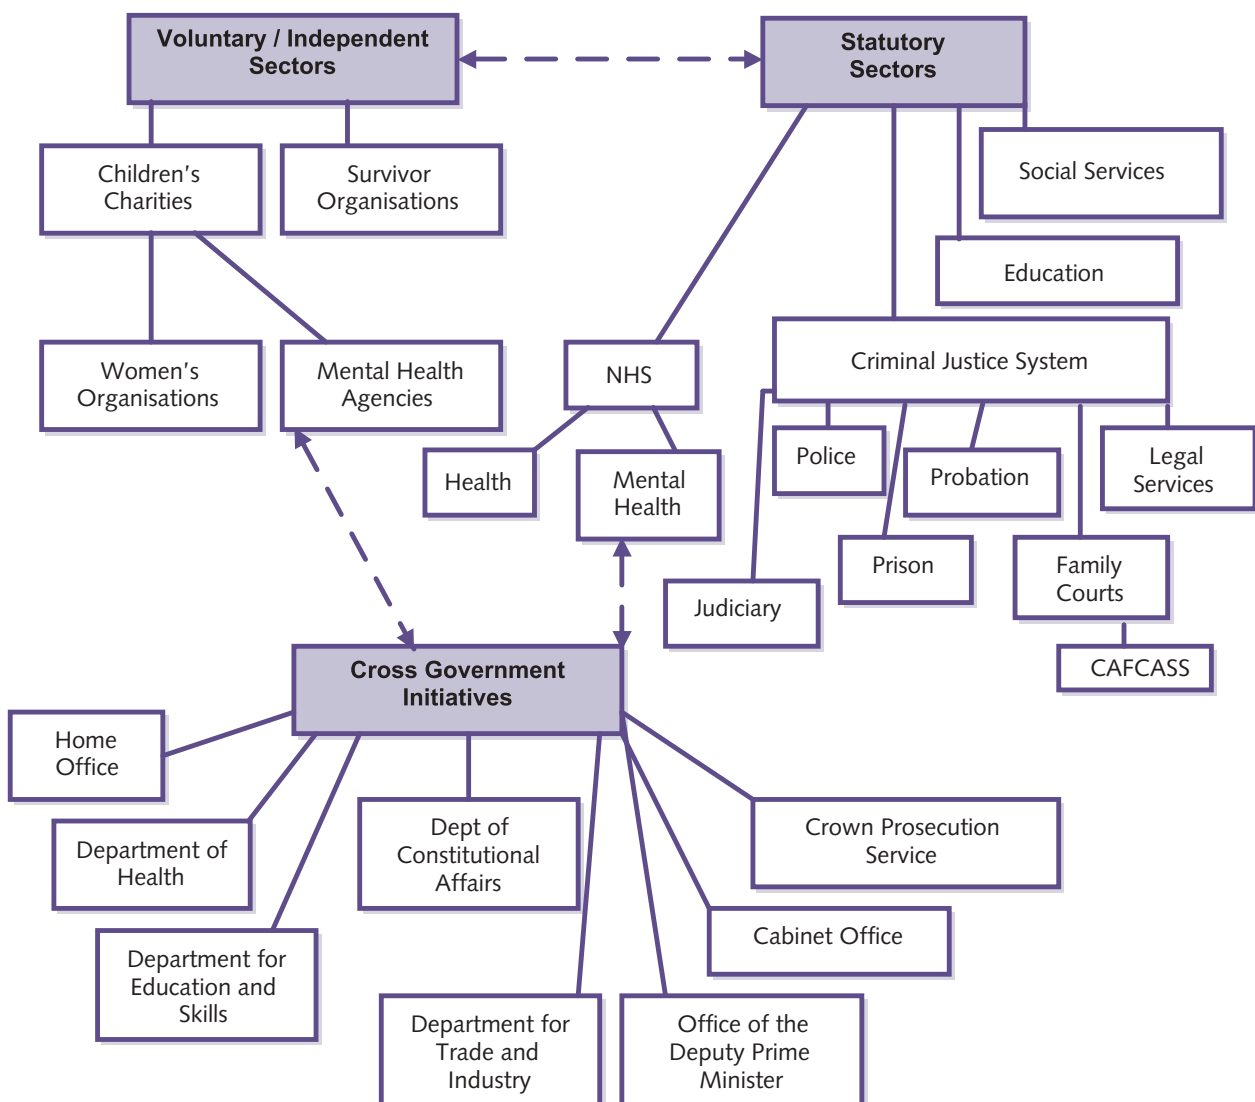 Voluntary / Independent
Sectors
Statutory
Sectors
Children's
Charities
Survivor
Organisations
Social Services
Education
Women's
Organisations
Mental Health
Agencies
NHS
Criminal Justice System
Health
Mental
Health
Police
Probation
Legal
Services
Prison
Family
Courts
Judiciary
CAFCASS
Cross Government
Initiatives
Home
Office
Department of
Health
Dept of
Constitutional
Affairs
Crown Prosecution
Service
Department for
Education and
Skills
Cabinet Office
Department for
Trade and
Industry
Office of the
Deputy Prime
Minister